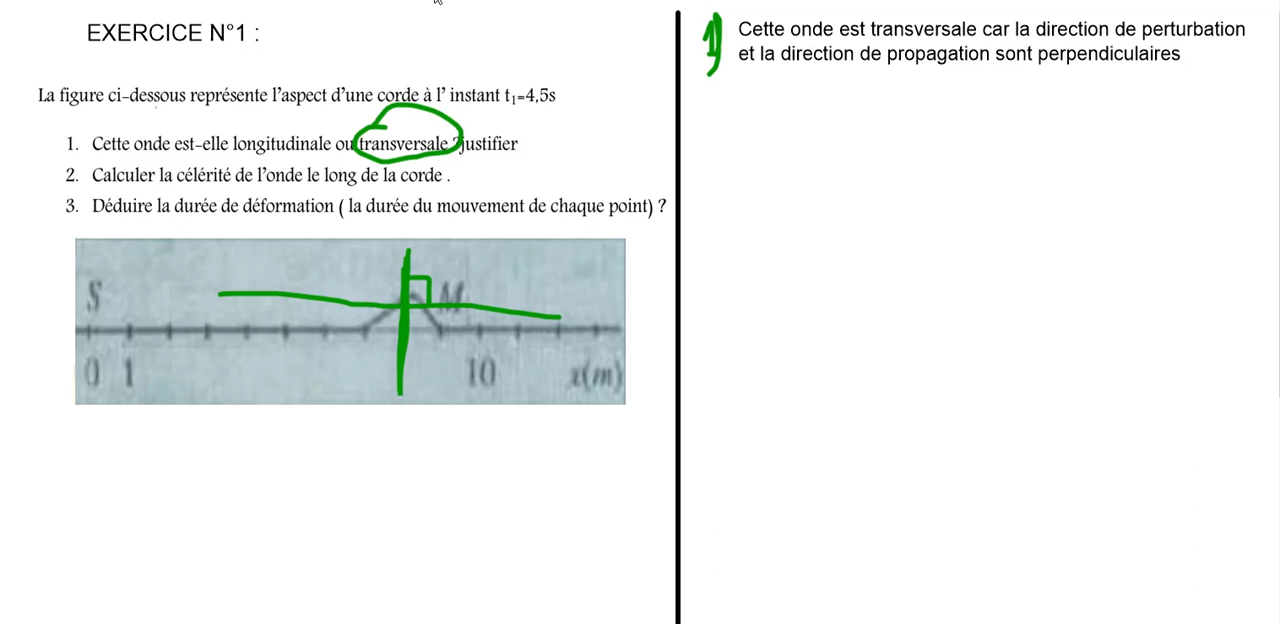 EXERCICE N°1 :
La figure ci-dessous représente l'aspect d'une corde à l' instant t₁=4,5s
1. Cette onde est-elle longitudinale ou transversale ? justifier
2. Calculer la célérité de l'onde le long de la corde .
3. Déduire la durée de déformation ( la durée du mouvement de chaque point) ?
S M
0 1 10 x(m)
1) Cette onde est transversale car la direction de perturbation
et la direction de propagation sont perpendiculaires